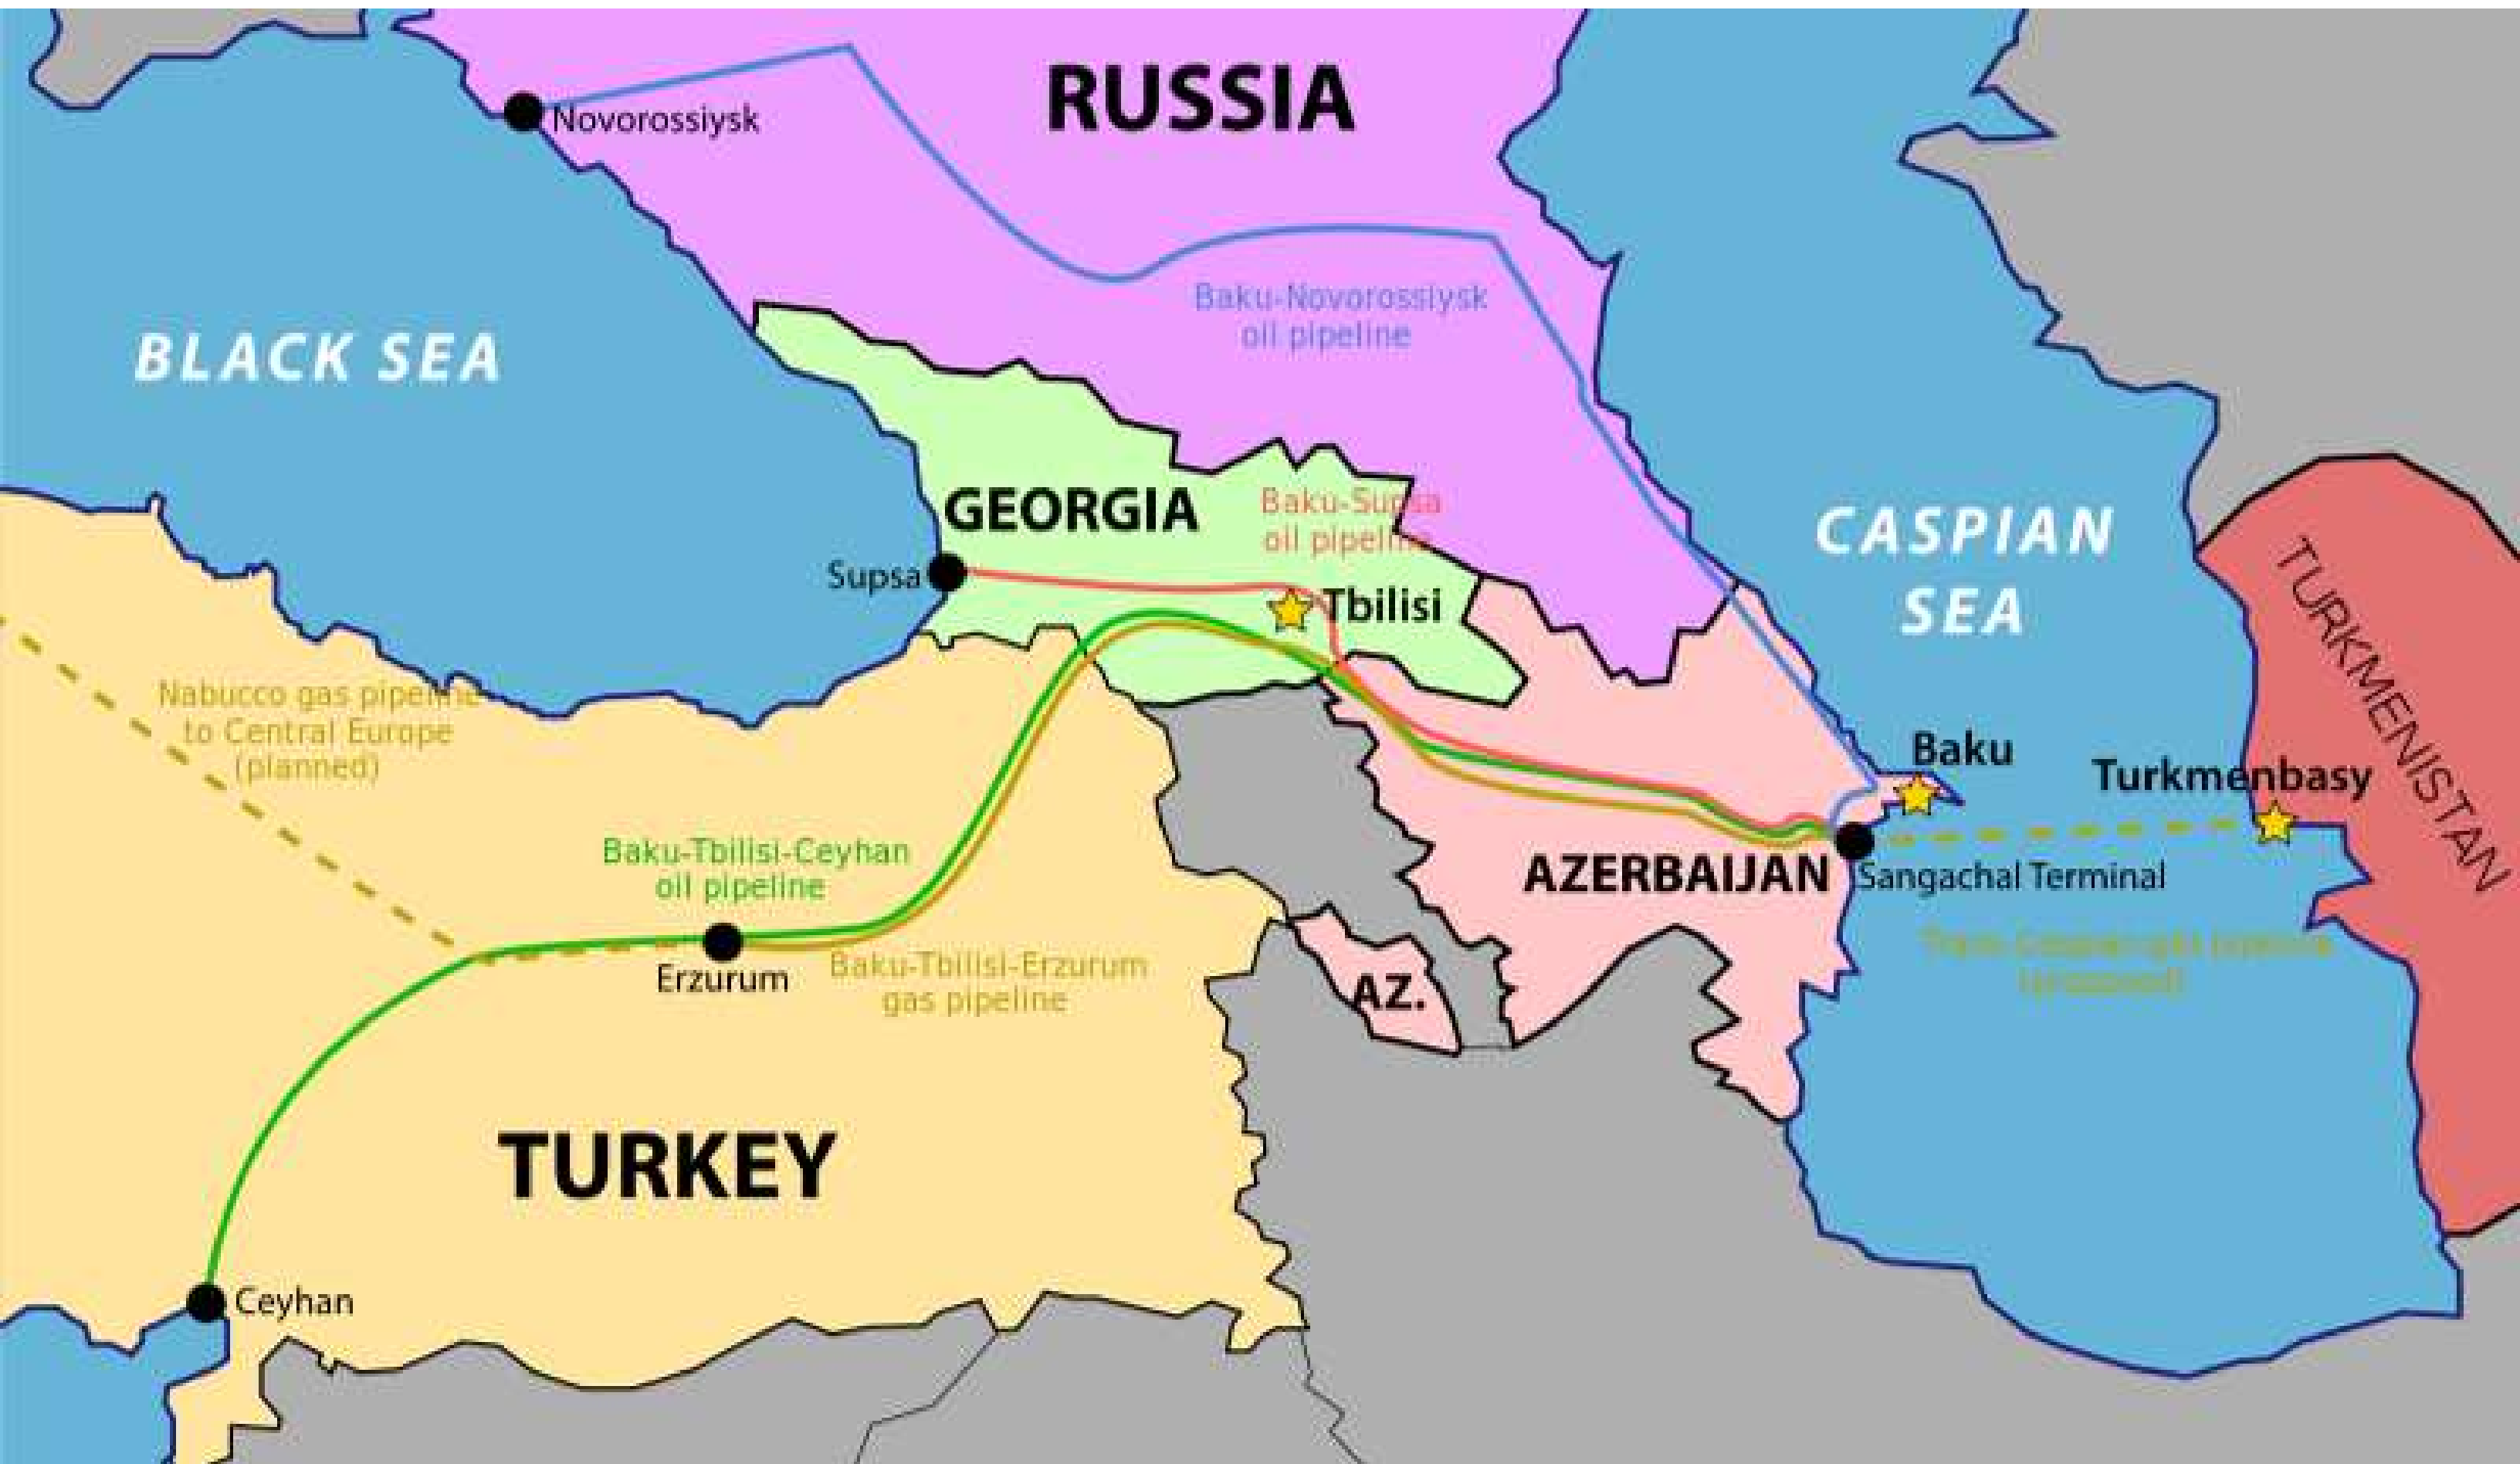 RUSSIA
Novorossiysk
Baku-Novorossiysk
oil pipeline
BLACK SEA
GEORGIA
Baku-Supsa
oil pipeline
CASPIAN
SEA
Supsa
Tbilisi
TURKMENISTAN
Nabucco gas pipeline
to Central Europe
(planned)
Baku
Turkmenbasy
Baku-Tbilisi-Ceyhan
oil pipeline
AZERBAIJAN
Sangachal Terminal
Erzurum
Baku-Tbilisi-Erzurum
gas pipeline
AZ.
TURKEY
Ceyhan